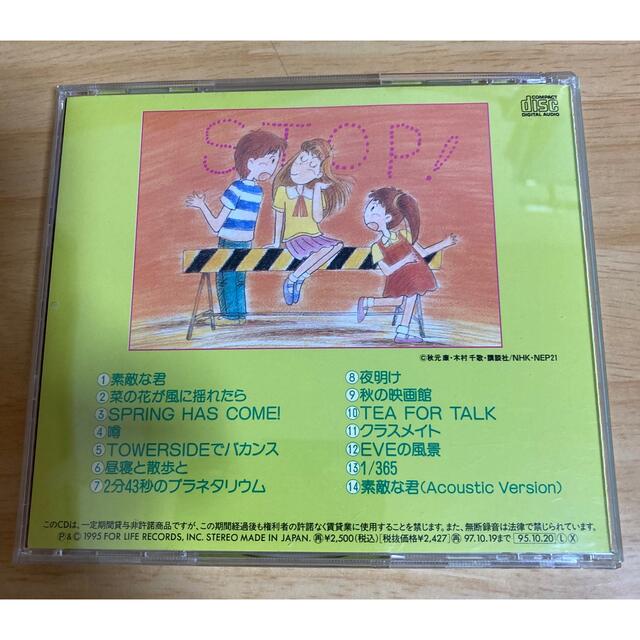 STOP!
COMPACT
disc
DIGITAL AUDIO
©秋元康・木村千歌・講談社/NHK・NEP21
①素敵な君
②菜の花が風に揺れたら
③SPRING HAS COME!
④噂
⑤TOWERSIDEでバカンス
⑥昼寝と散歩と
⑦2分43秒のプラネタリウム
⑧夜明け
⑨秋の映画館
⑩TEA FOR TALK
⑪クラスメイト
⑫EVEの風景
⑬1/365
⑭素敵な君(Acoustic Version)
このCDは、一定期間貸与非許諾商品ですが、この期間経過後も権利者の許諾なく賃貸業に使用することを禁じます。また、無断録音は法律で禁じられています。
Ⓟ&© 1995 FOR LIFE RECORDS, INC. STEREO MADE IN JAPAN. ㊢¥2,500(税込)[税抜価格¥2,427]㊢97.10.19まで 95.10.20 Ⓛ Ⓧ